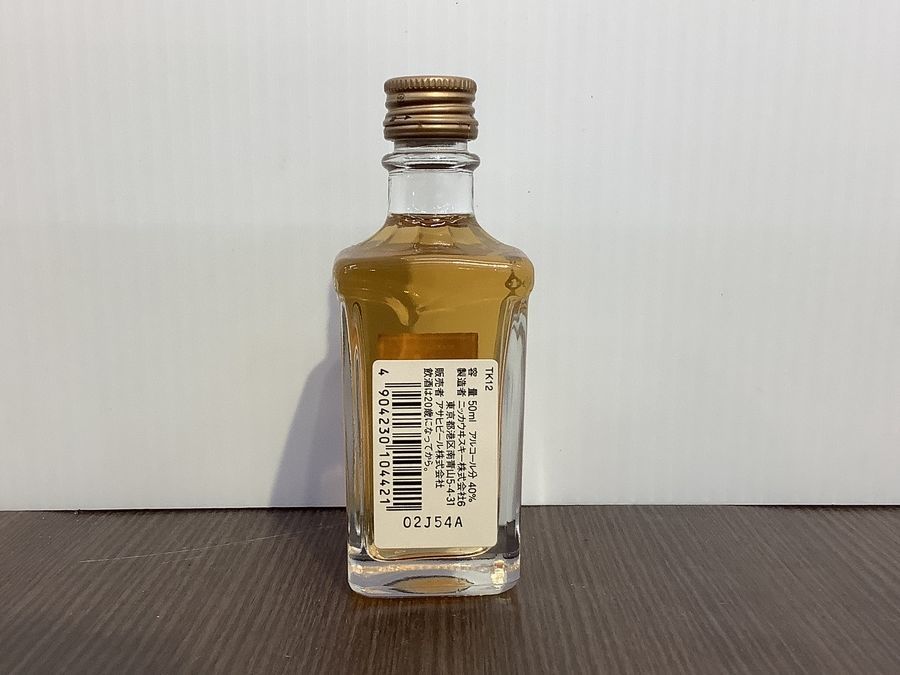 TK12
容 量 50ml アルコール分 40%
製造者 ニッカウヰスキー株式会社6
東京都港区南青山5-4-31
販売者 アサヒビール株式会社
飲酒は20歳になってから。
4 904230 104421
02J54A